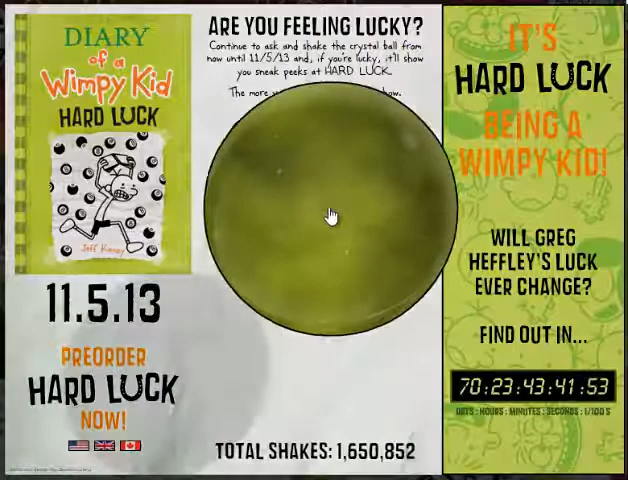 DIARY
of a
Wimpy Kid
HARD LUCK
Jeff Kinney
11.5.13
PREORDER
HARD LUCK
NOW!
ARE YOU FEELING LUCKY?
Continue to ask and shake the crystal ball from
now until 11/5/13 and, if you're lucky, it'll show
you sneak peeks at HARD LUCK.
The more
TOTAL SHAKES: 1,650,852
IT'S
HARD LUCK
BEING A
WIMPY KID!
WILL GREG
HEFFLEY'S LUCK
EVER CHANGE?
FIND OUT IN...
70:23:43:41:53
DAYS : HOURS : MINUTES : SECONDS : 1/100 S